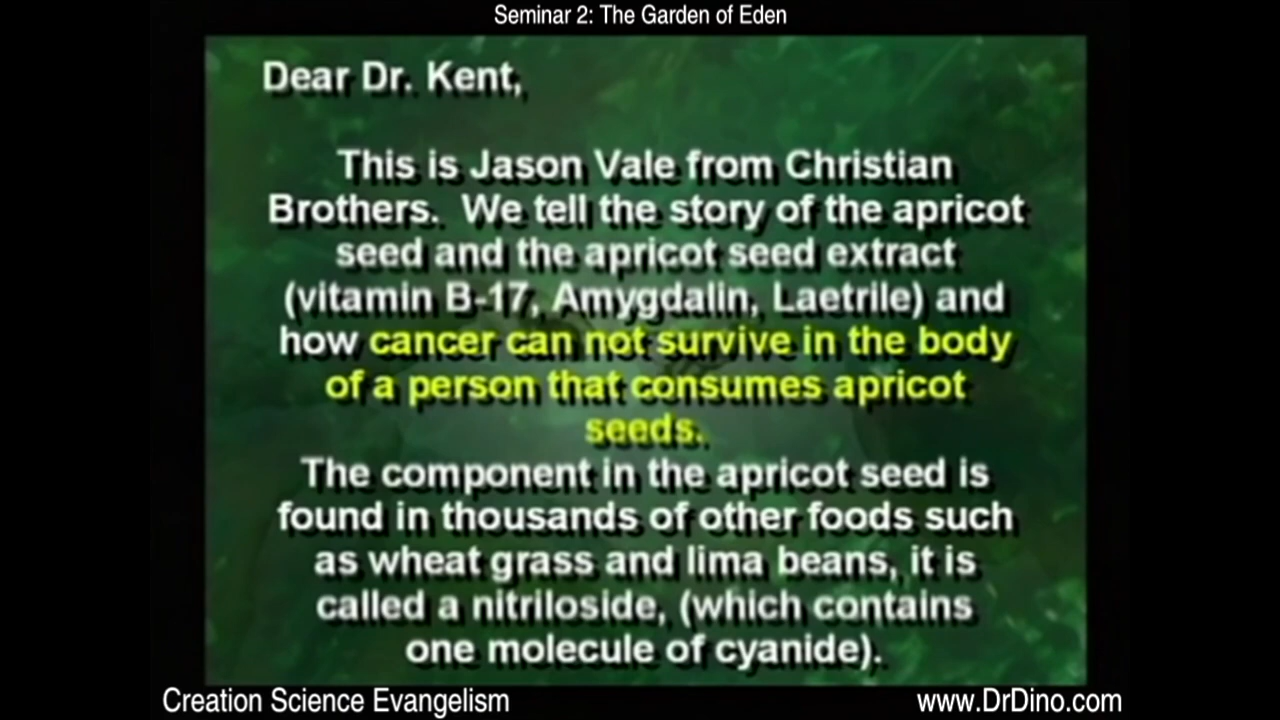 Seminar 2: The Garden of Eden
Dear Dr. Kent,
This is Jason Vale from Christian
Brothers. We tell the story of the apricot
seed and the apricot seed extract
(vitamin B-17, Amygdalin, Laetrile) and
how cancer can not survive in the body
of a person that consumes apricot
seeds.
The component in the apricot seed is
found in thousands of other foods such
as wheat grass and lima beans, it is
called a nitriloside, (which contains
one molecule of cyanide).
Creation Science Evangelism
www.DrDino.com